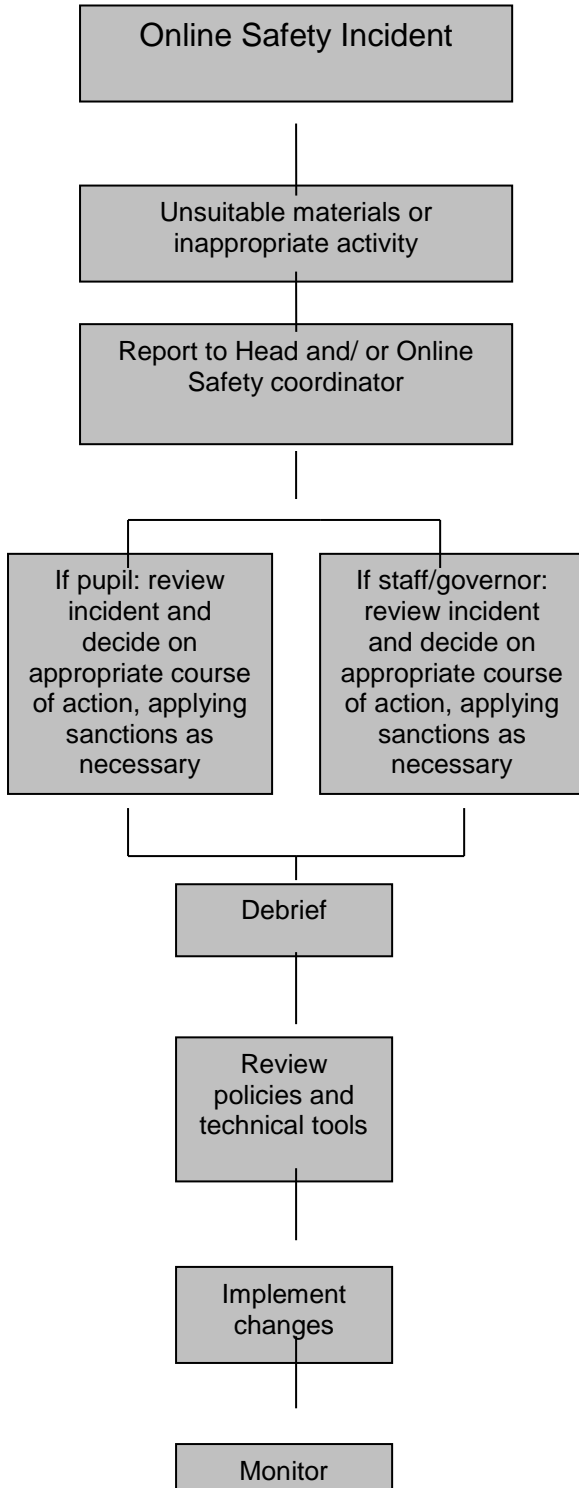 Online Safety Incident
Unsuitable materials or
inappropriate activity
Report to Head and/ or Online
Safety coordinator
If pupil: review
incident and
decide on
appropriate course
of action, applying
sanctions as
necessary
If staff/governor:
review incident
and decide on
appropriate course
of action, applying
sanctions as
necessary
Debrief
Review
policies and
technical tools
Implement
changes
Monitor